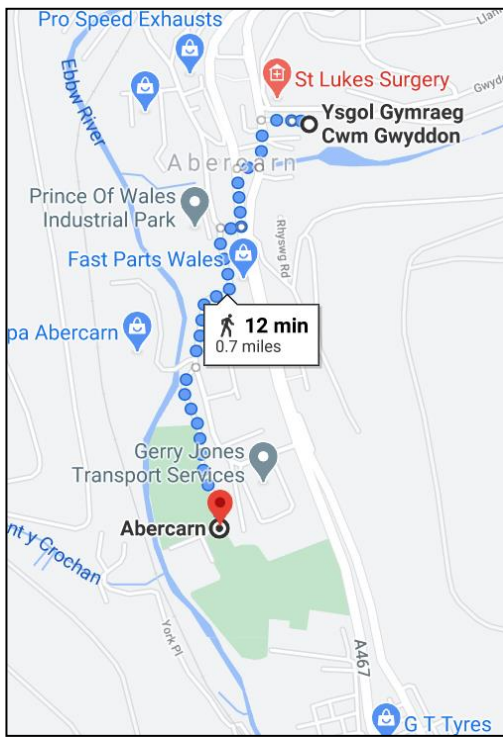 Pro Speed Exhausts
Ebbw River
St Lukes Surgery
Llan
Gwydd
Ysgol Gymraeg
Cwm Gwyddon
Abercarn
Prince Of Wales
Industrial Park
Rhyswg Rd
Fast Parts Wales
12 min
0.7 miles
pa Abercarn
Gerry Jones
Transport Services
Abercarn
nt y Crochan
York Pl
A467
G T Tyres